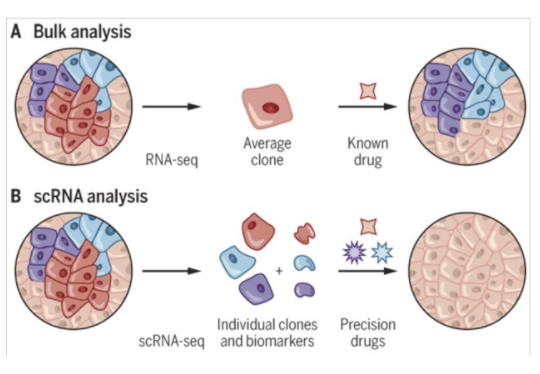 A Bulk analysis
RNA-seq
Average
clone
Known
drug
B scRNA analysis
scRNA-seq
Individual clones
and biomarkers
+
Precision
drugs